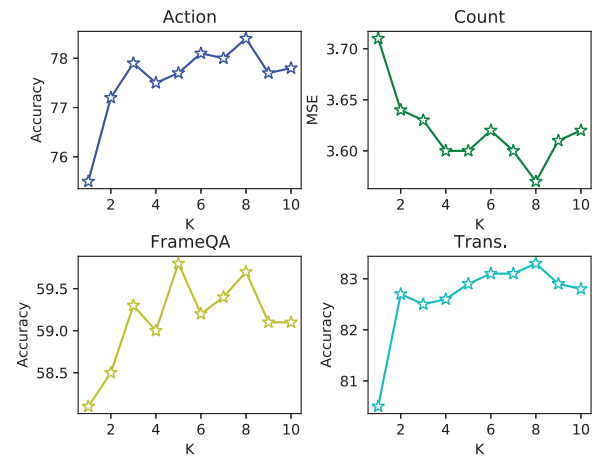 Action
Accuracy
78
77
76
2 4 6 8 10
K
Count
MSE
3.70
3.65
3.60
2 4 6 8 10
K
FrameQA
Accuracy
59.5
59.0
58.5
2 4 6 8 10
K
Trans.
Accuracy
83
82
81
2 4 6 8 10
K